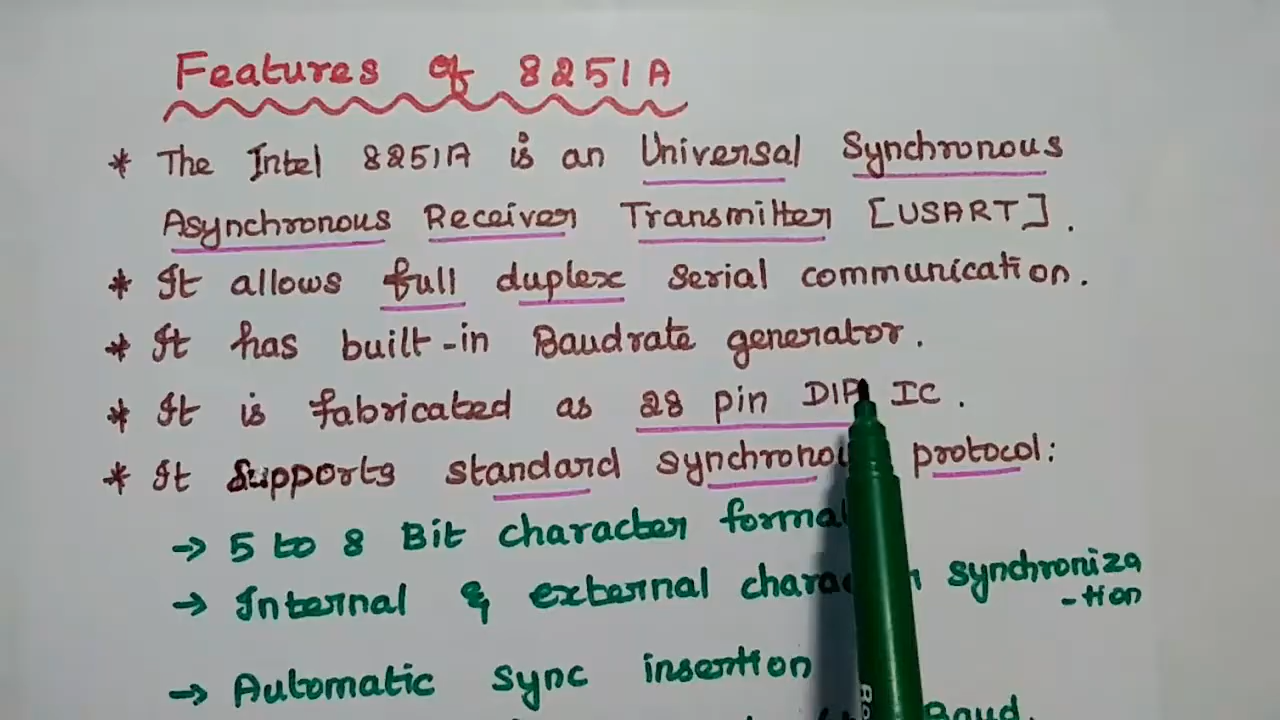 Features of 8251A
* The Intel 8251A is an Universal Synchronous
Asynchronous Receiver Transmitter [USART].
* It allows full duplex serial communication.
* It has built-in Baudrate generator.
* It is fabricated as 28 pin DIP IC.
* It supports standard synchronous protocol:
→ 5 to 8 Bit character format
→ Internal & external character synchroniza
-tion
→ Automatic sync insertion
Baud.